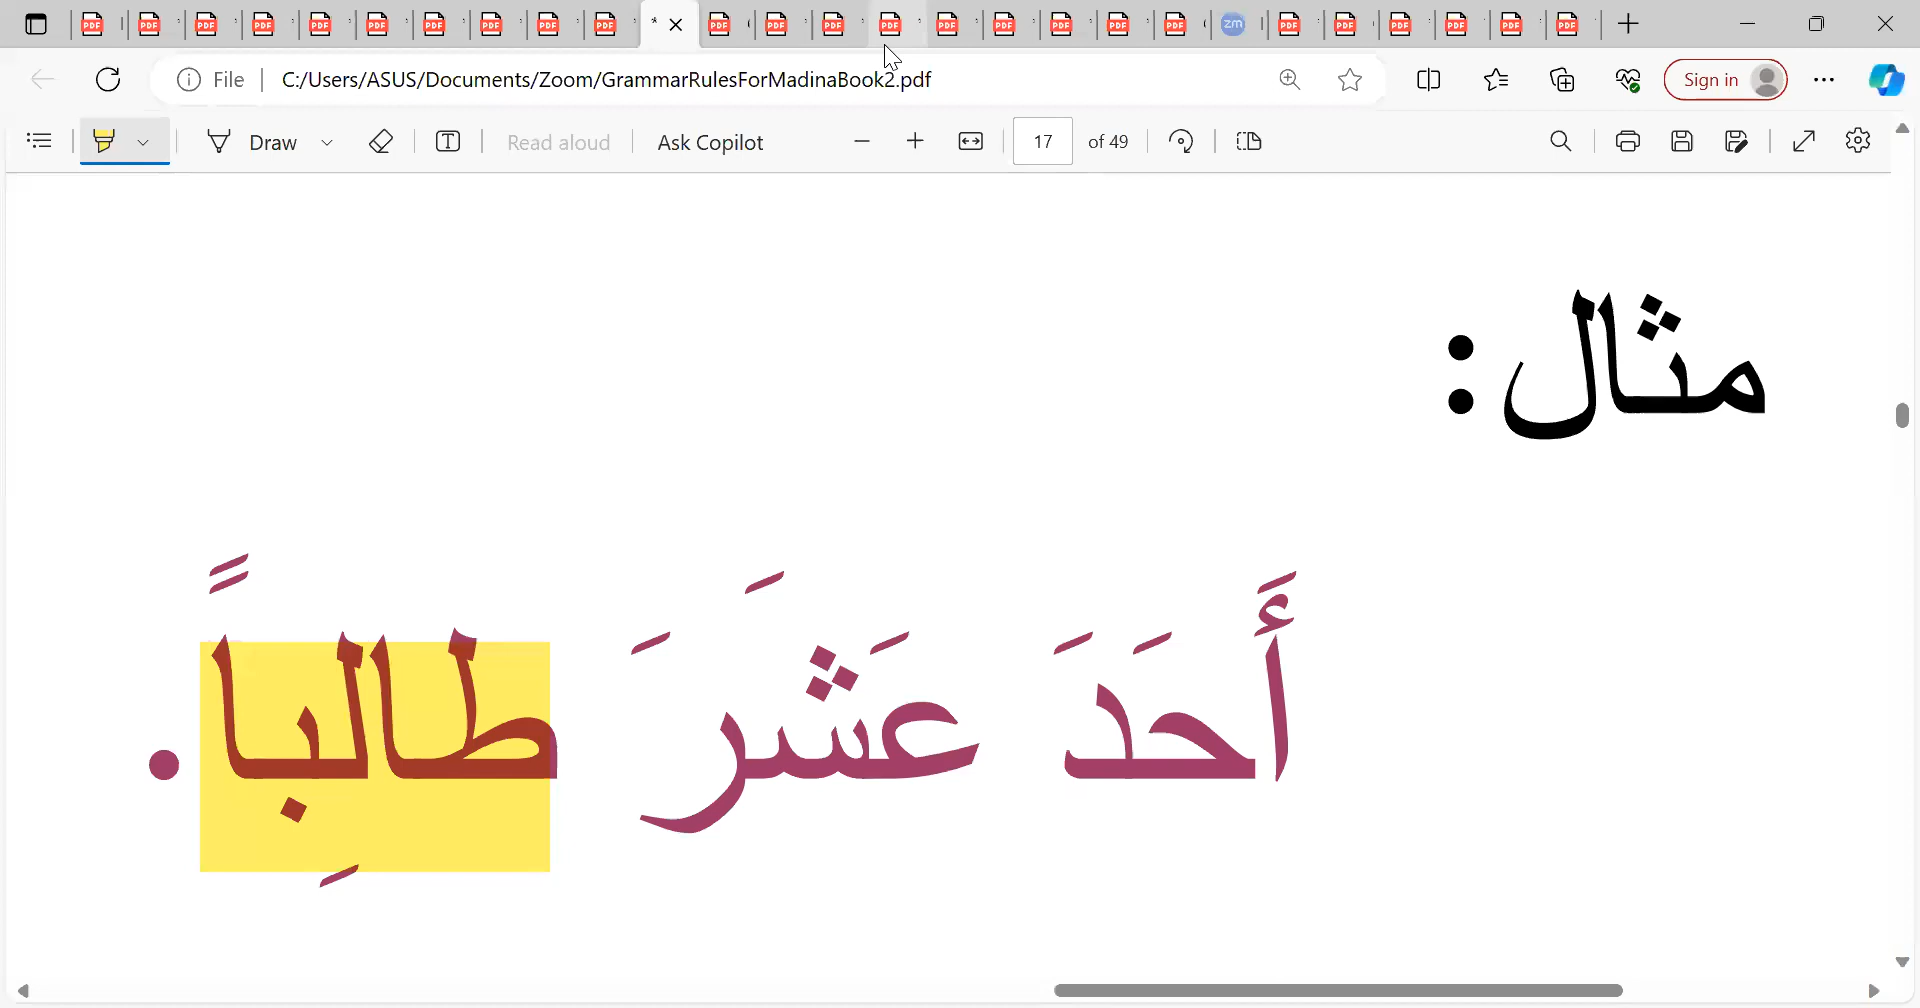 File
C:/Users/ASUS/Documents/Zoom/GrammarRulesForMadinaBook2.pdf
Sign in
Draw
Read aloud
Ask Copilot
17
of 49
مثال:
أَحَدَ عَشَرَ طَالِباً.